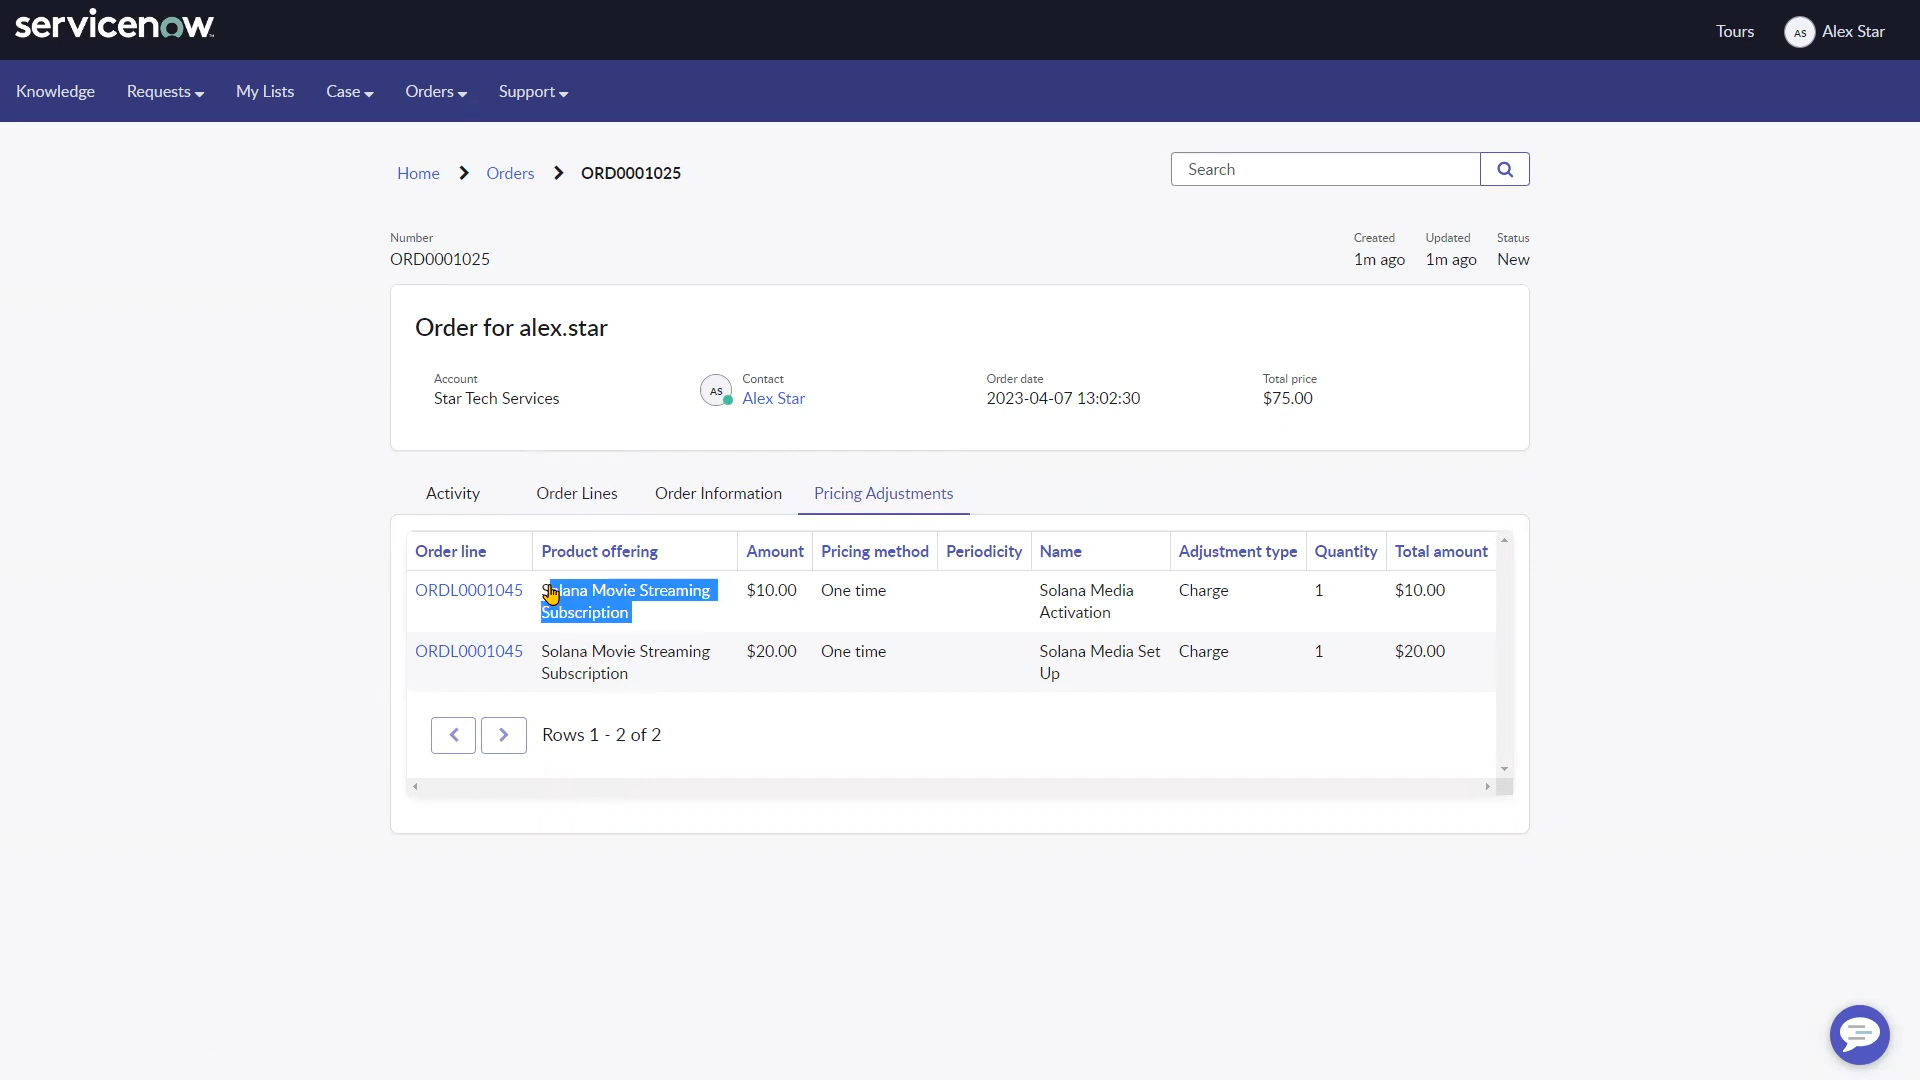 servicenow
Tours
AS
Alex Star
Knowledge
Requests
My Lists
Case
Orders
Support
Home
Orders
ORD0001025
Search
Number
ORD0001025
Created
1m ago
Updated
1m ago
Status
New
Order for alex.star
Account
Star Tech Services
AS
Contact
Alex Star
Order date
2023-04-07 13:02:30
Total price
$75.00
Activity
Order Lines
Order Information
Pricing Adjustments
Order line Product offering Amount Pricing method Periodicity Name Adjustment type Quantity Total amount
ORDL0001045 Solana Movie Streaming $10.00 One time Solana Media Charge 1 $10.00
Subscription Activation
ORDL0001045 Solana Movie Streaming $20.00 One time Solana Media Set Charge 1 $20.00
Subscription Up
Rows 1 - 2 of 2